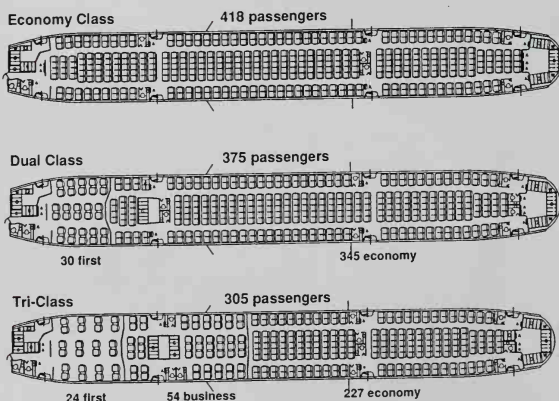 Economy Class 418 passengers
Dual Class 375 passengers
30 first 345 economy
Tri-Class 305 passengers
24 first 54 business 227 economy